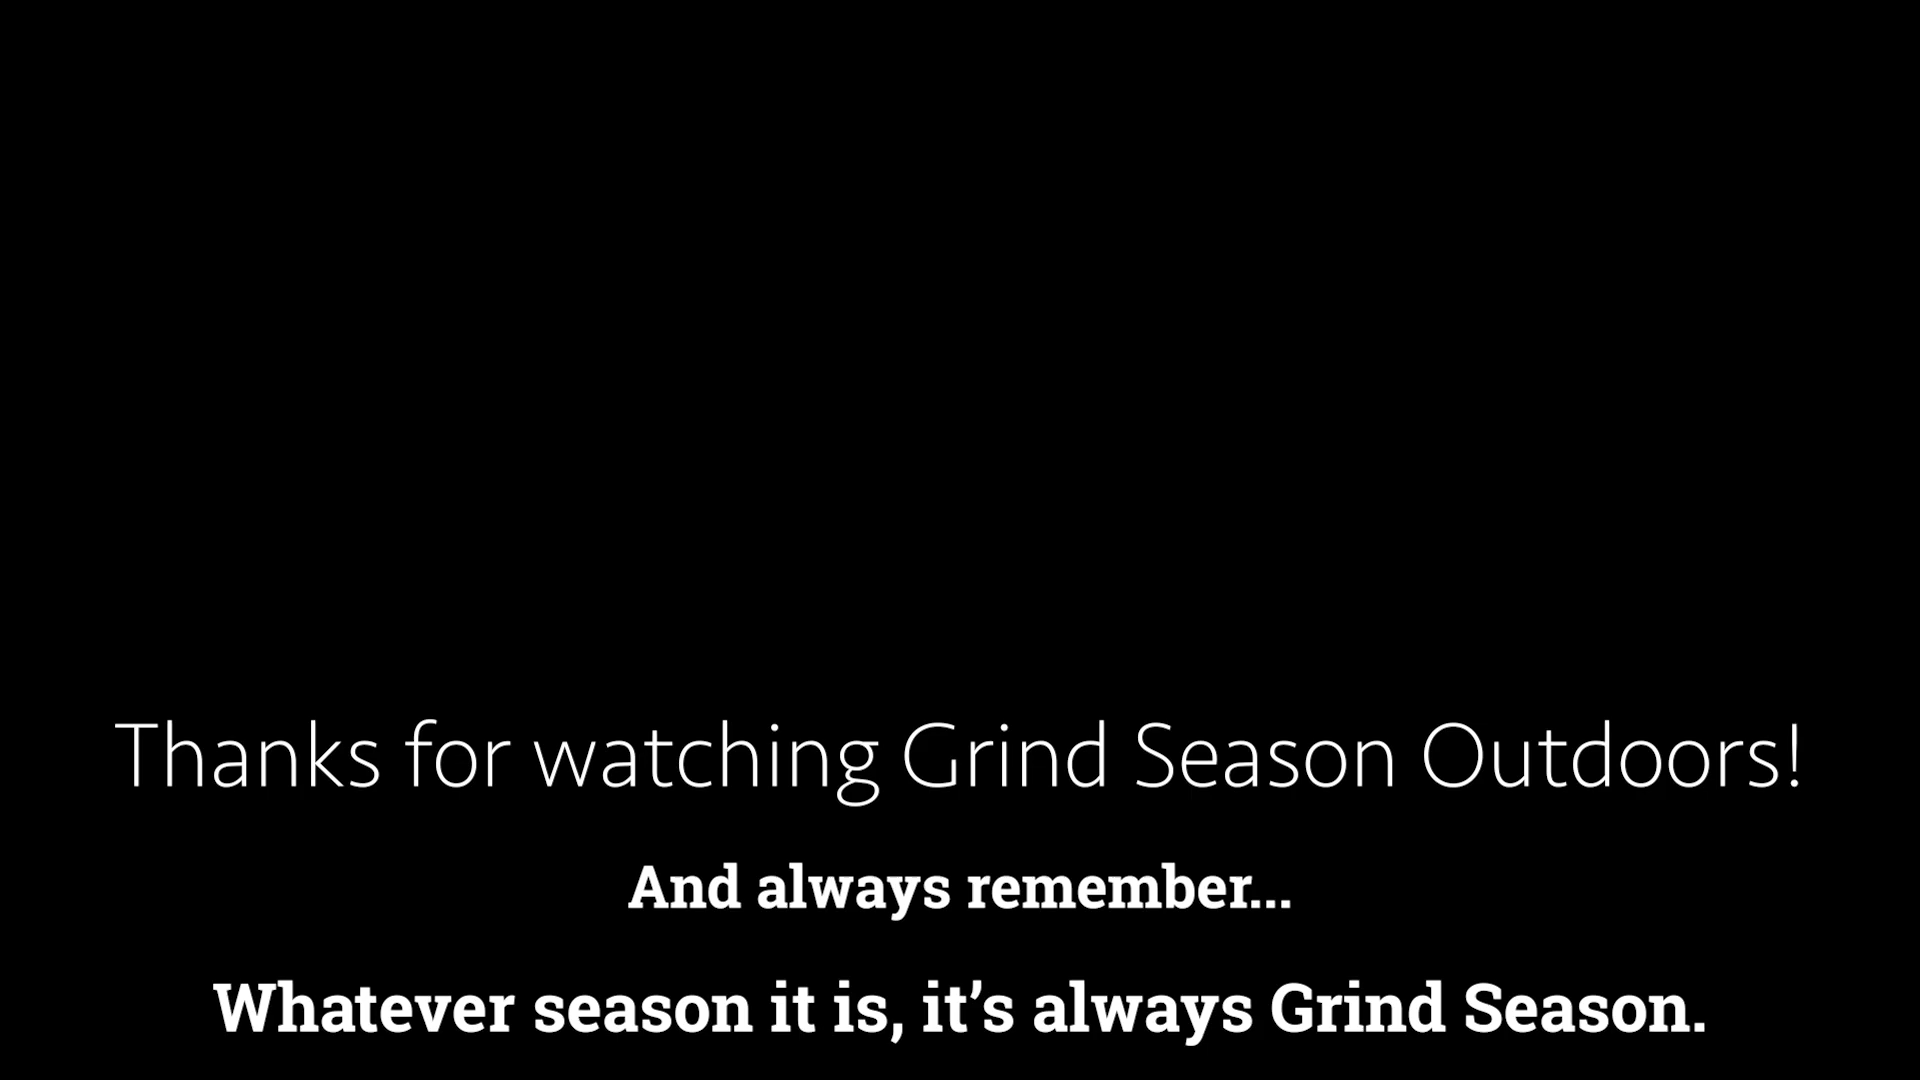 Thanks for watching Grind Season Outdoors!
And always remember...
Whatever season it is, it’s always Grind Season.